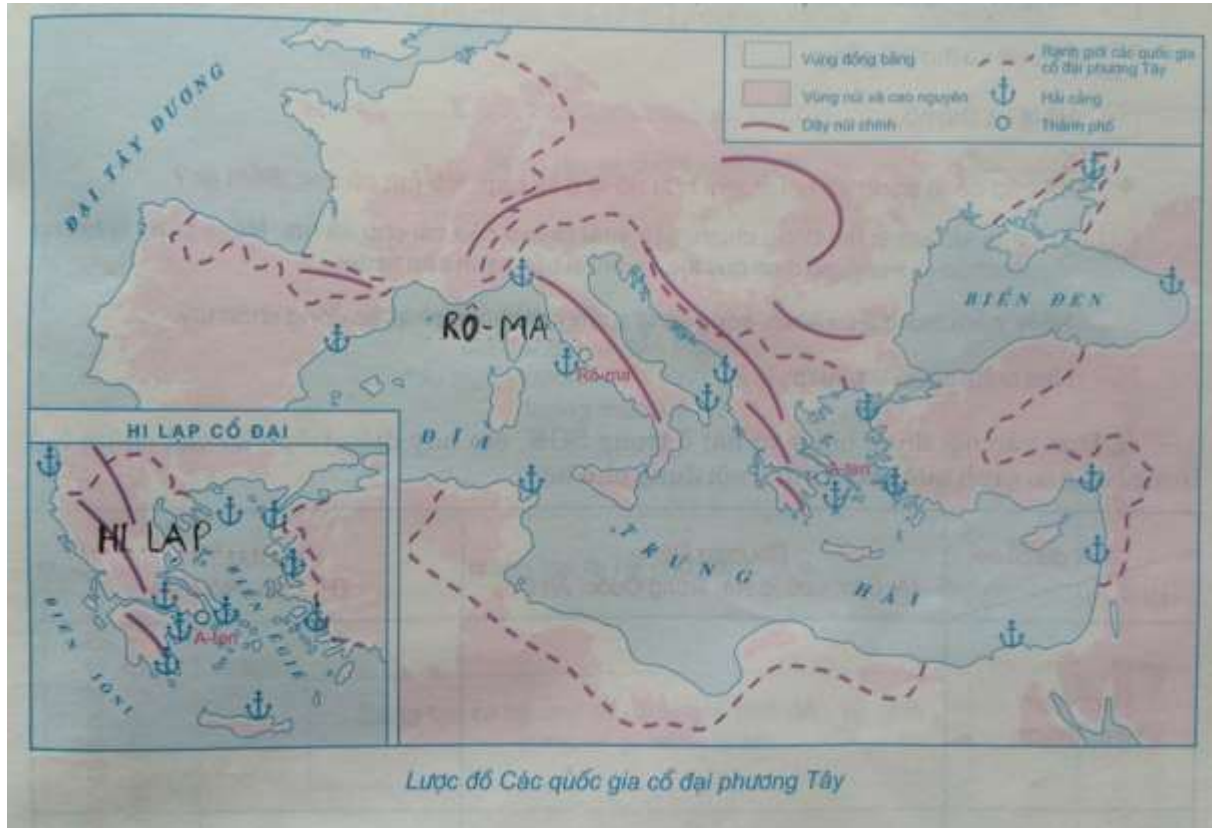 Vùng đồng bằng
Vùng núi và cao nguyên
Dãy núi chính
Ranh giới các quốc gia
cổ đại phương Tây
Hải cảng
Thành phố
ĐẠI TÂY DƯƠNG
BIỂN ĐEN
RÔ-MA
Rô-ma
ĐỊA
TRUNG
HẢI
A-ten
HI LẠP CỔ ĐẠI
HI LẠP
BIỂN
IÔNI
BIỂN
EGIÊ
A-ten
Lược đồ Các quốc gia cổ đại phương Tây